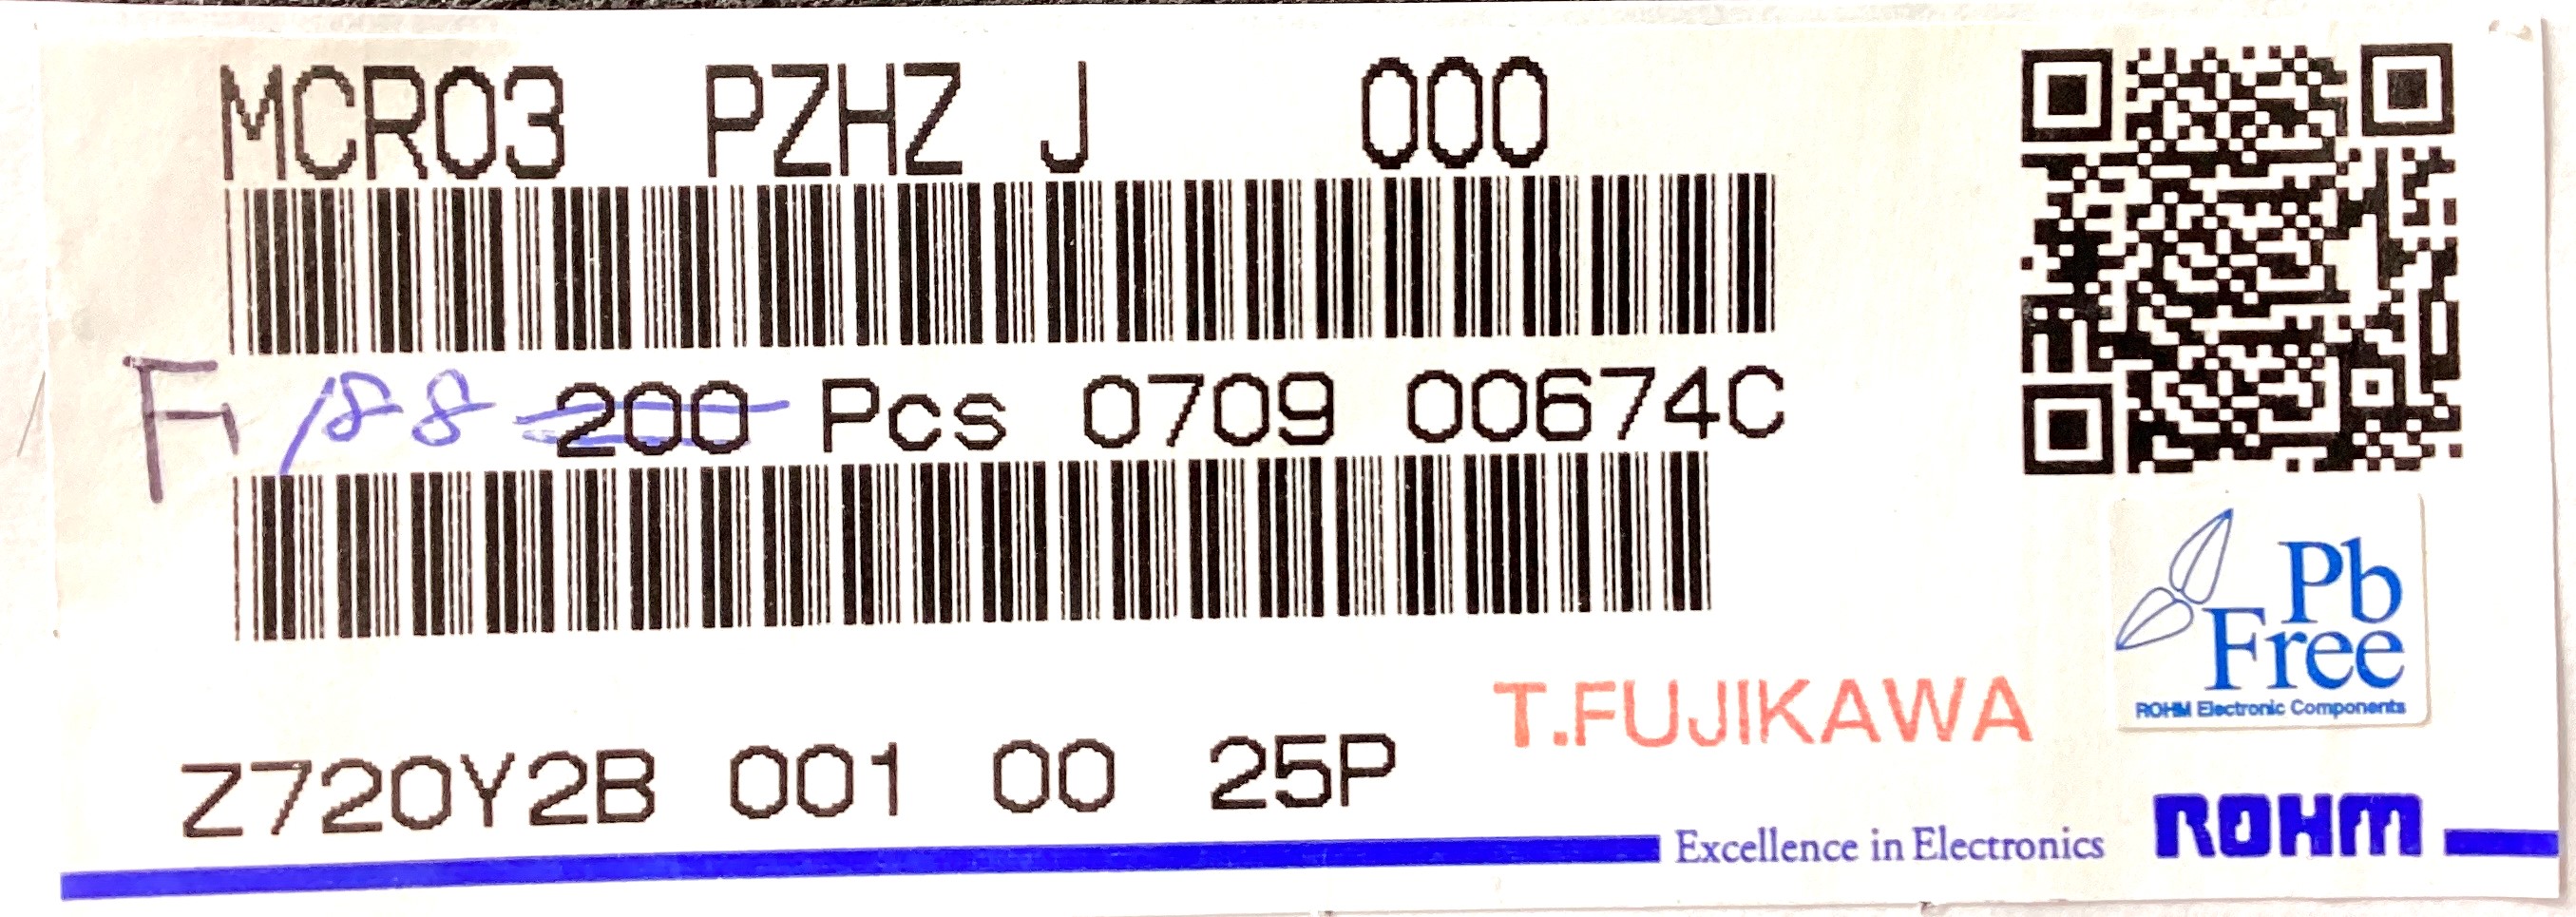 MCR03 PZHZ J 000
F 188 200 Pcs 0709 00674C
Pb
Free
ROHM Electronic Components
T.FUJIKAWA
Z720Y2B 001 00 25P
Excellence in Electronics ROHM